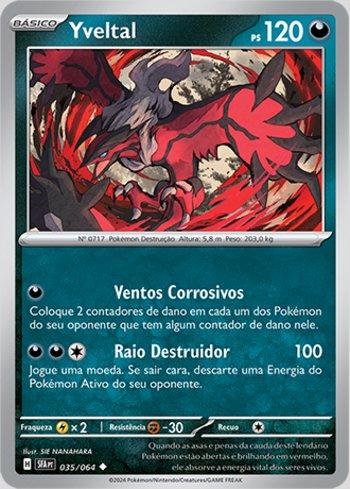 BÁSICO
Yveltal
PS 120
Nº 0717 Pokémon Destruição Altura: 5,8 m Peso: 203,0 kg
Ventos Corrosivos
Coloque 2 contadores de dano em cada um dos Pokémon
do seu oponente que tem algum contador de dano nele.
Raio Destruidor 100
Jogue uma moeda. Se sair cara, descarte uma Energia do
Pokémon Ativo do seu oponente.
Fraqueza x 2 Resistência -30 Recuo
Ilust. SIE NANAHARA
H SFA PT 035/064
Quando as asas e penas da cauda deste lendário
Pokémon estão abertas e brilhando em vermelho,
ele absorve a energia vital dos seres vivos.
©2024 Pokémon/Nintendo/Creatures/GAME FREAK